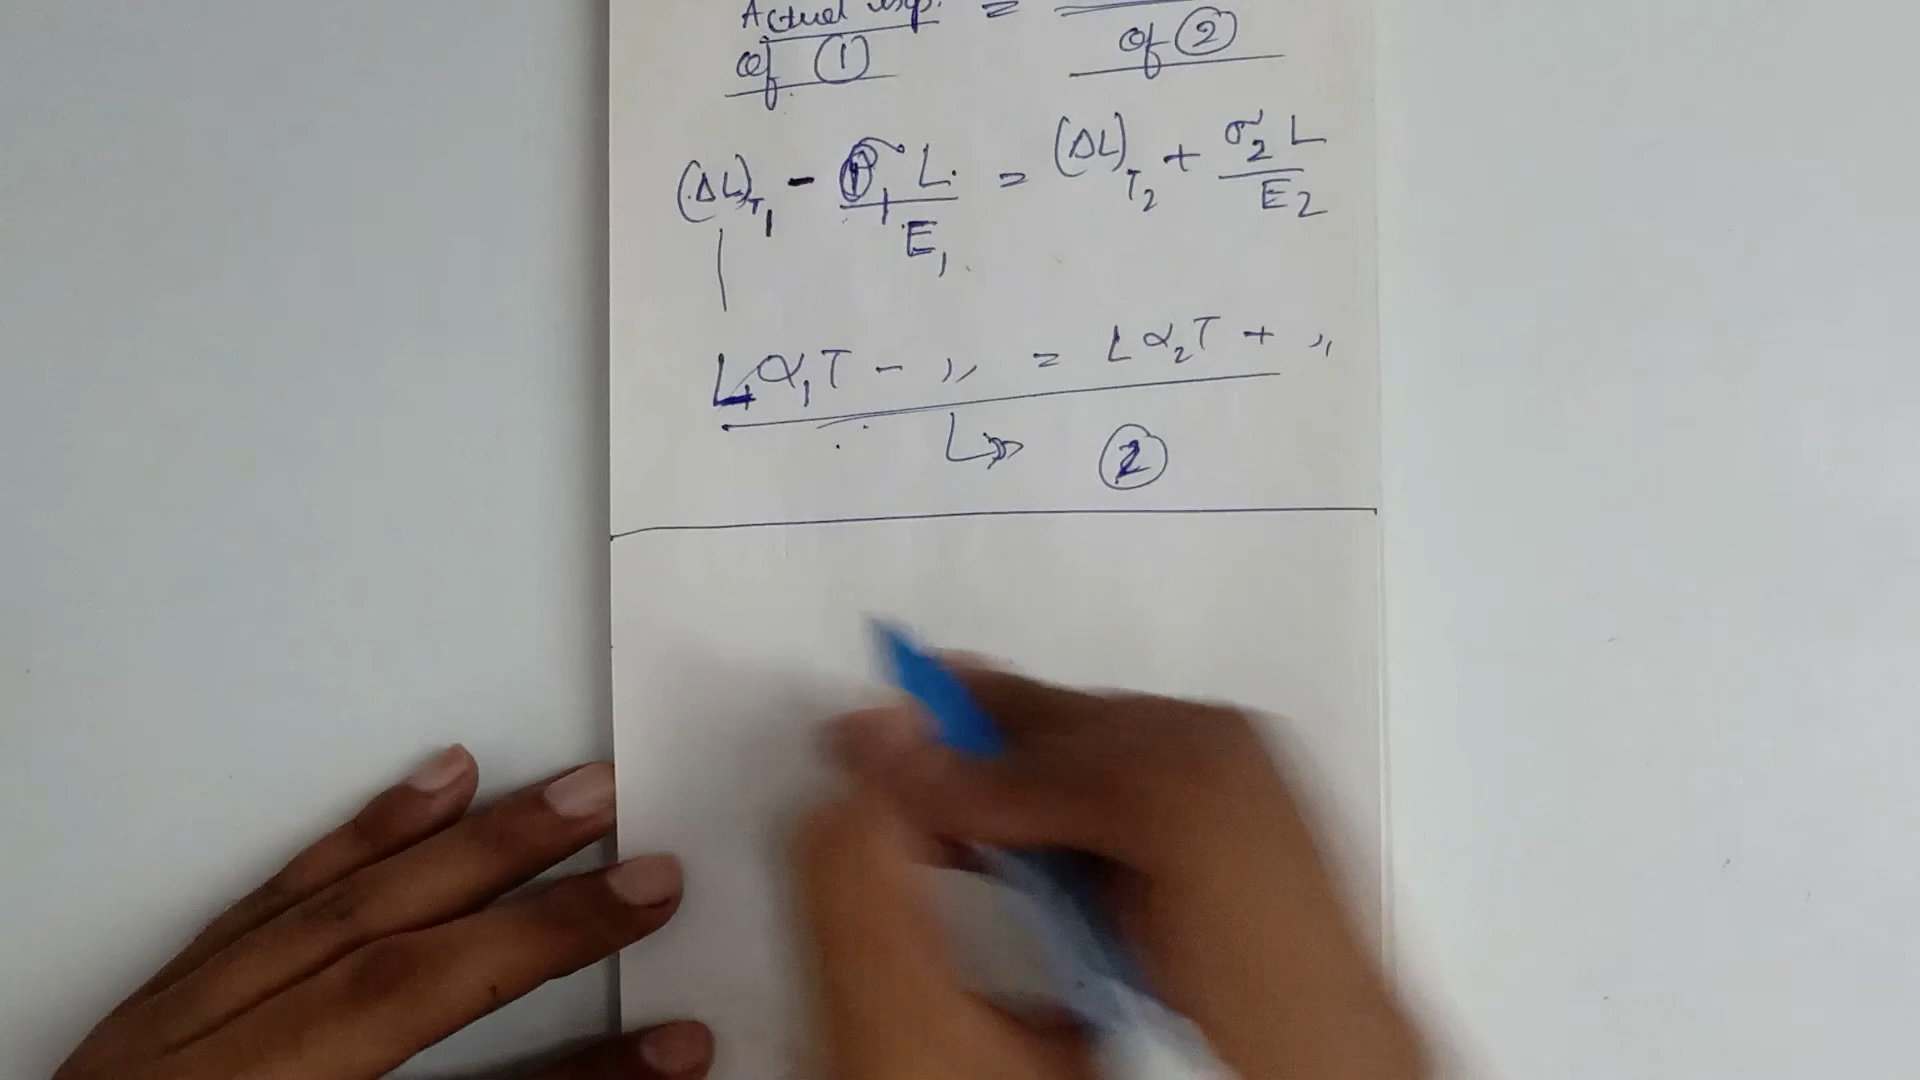 Actual exp. =
of ① of ②
(ΔL)T₁ - σ₁ L / E₁ = (ΔL)T₂ + σ₂ L / E₂
L α₁ T - ,, = L α₂ T + ,,
↳ ②